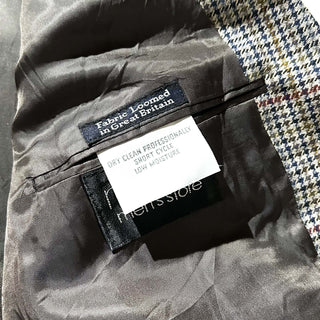 Fabric Loomed
in Great Britain
DRY CLEAN PROFESSIONALLY
SHORT CYCLE
LOW MOISTURE
men's store